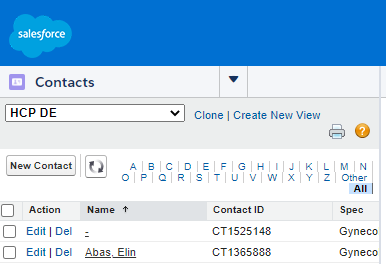 salesforce
Contacts
HCP DE
Clone | Create New View
New Contact
A | B | C | D | E | F | G | H | I | J | K | L | M | N
O | P | Q | R | S | T | U | V | W | X | Y | Z | Other
All
Action Name ↑ Contact ID Spec
Edit | Del - CT1525148 Gyneco
Edit | Del Abas, Elin CT1365888 Gyneco